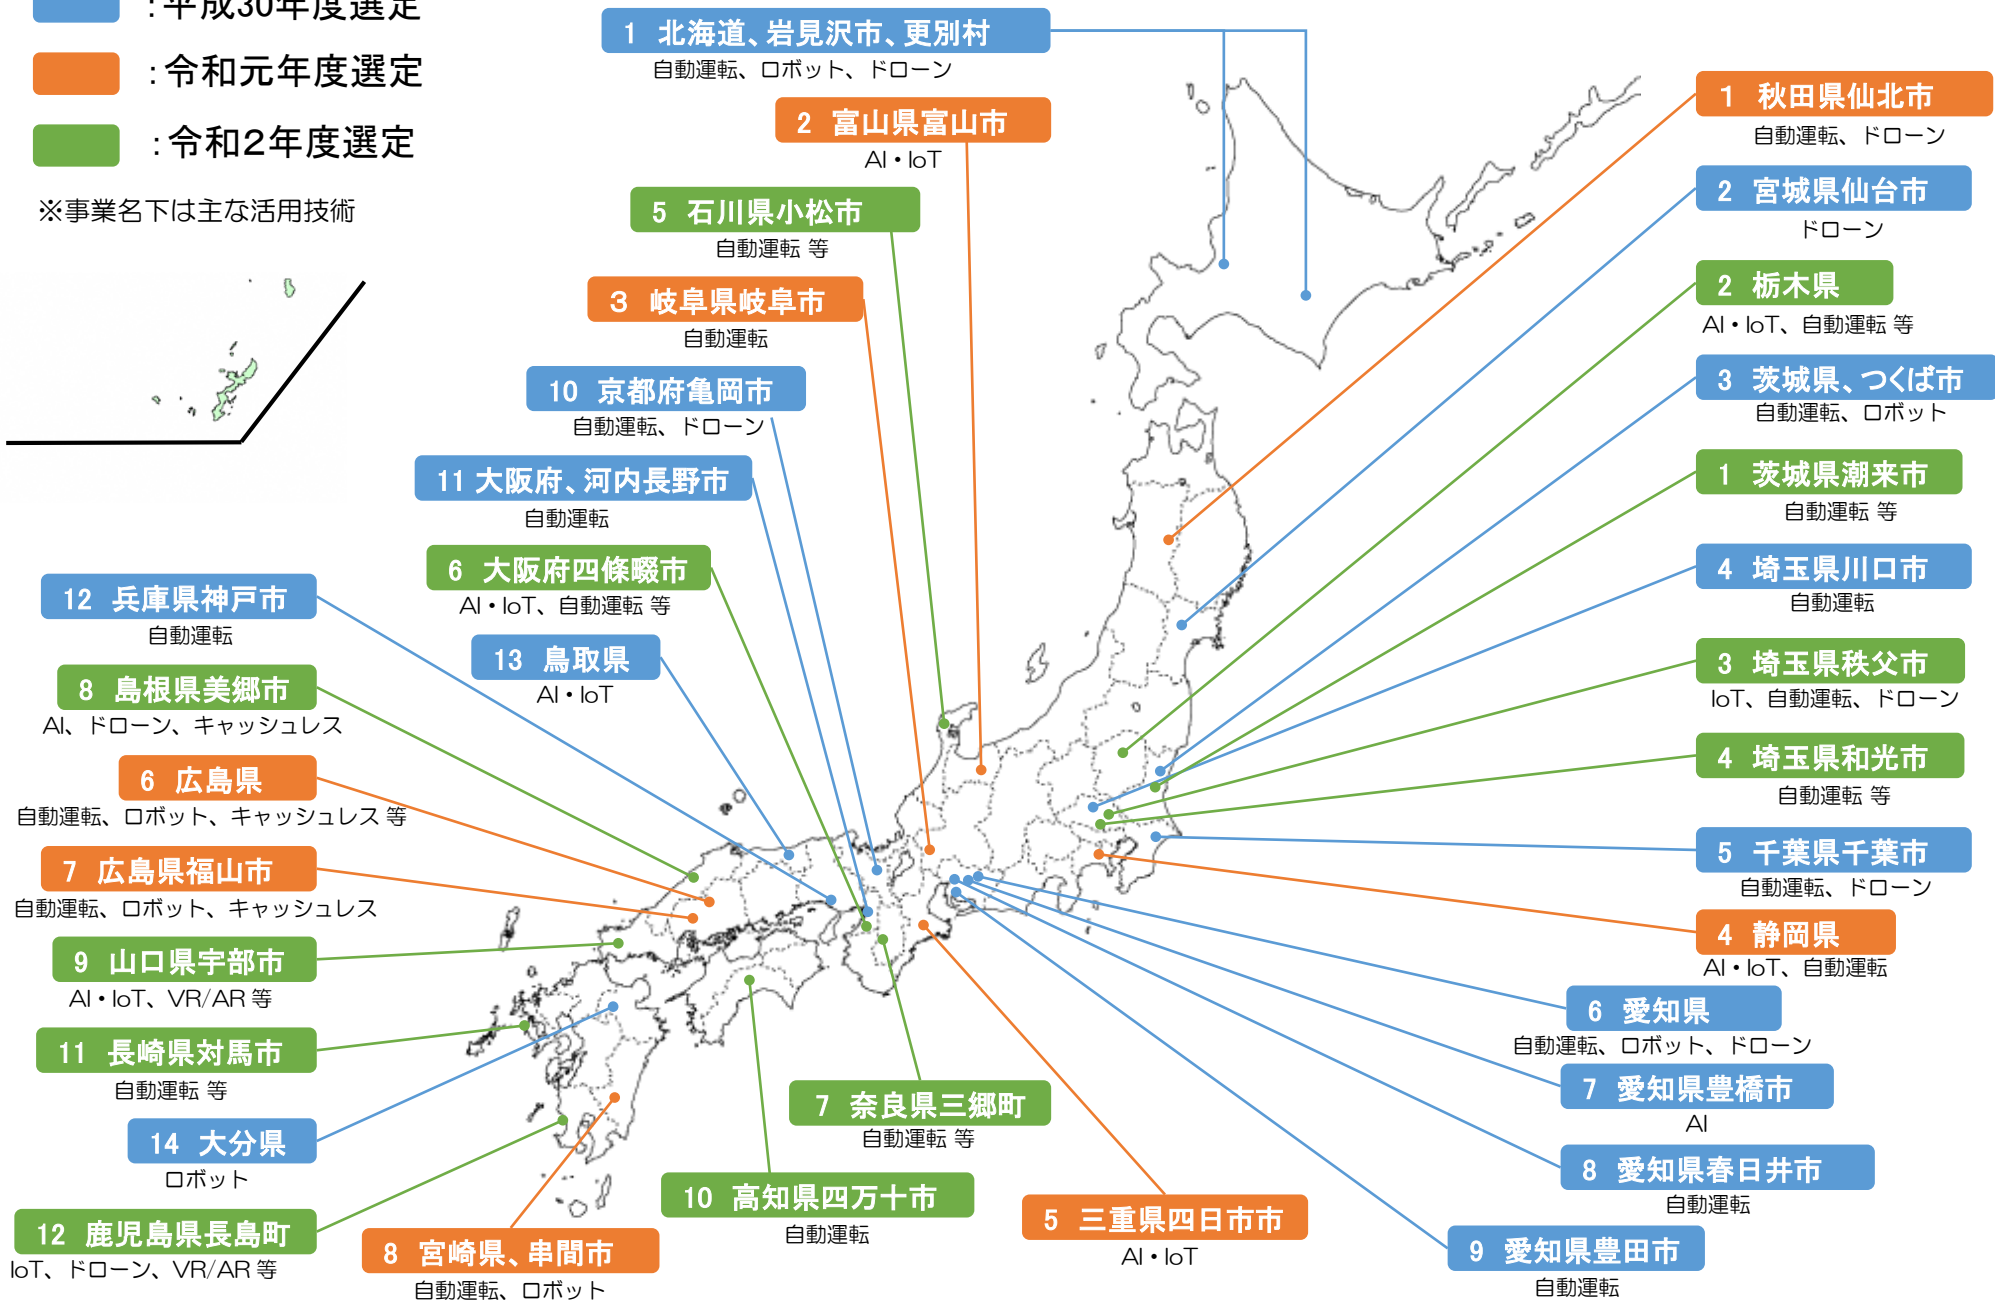 ：平成30年度選定
：令和元年度選定
：令和２年度選定
※事業名下は主な活用技術
1 北海道、岩見沢市、更別村
自動運転、ロボット、ドローン
2 富山県富山市
AI・IoT
5 石川県小松市
自動運転 等
3 岐阜県岐阜市
自動運転
10 京都府亀岡市
自動運転、ドローン
11 大阪府、河内長野市
自動運転
6 大阪府四條畷市
AI・IoT、自動運転 等
13 鳥取県
AI・IoT
12 兵庫県神戸市
自動運転
8 島根県美郷市
AI、ドローン、キャッシュレス
6 広島県
自動運転、ロボット、キャッシュレス 等
7 広島県福山市
自動運転、ロボット、キャッシュレス
9 山口県宇部市
AI・IoT、VR/AR 等
11 長崎県対馬市
自動運転 等
14 大分県
ロボット
12 鹿児島県長島町
IoT、ドローン、VR/AR 等
8 宮崎県、串間市
自動運転、ロボット
10 高知県四万十市
自動運転
7 奈良県三郷町
自動運転 等
5 三重県四日市市
AI・IoT
1 秋田県仙北市
自動運転、ドローン
2 宮城県仙台市
ドローン
2 栃木県
AI・IoT、自動運転 等
3 茨城県、つくば市
自動運転、ロボット
1 茨城県潮来市
自動運転 等
4 埼玉県川口市
自動運転
3 埼玉県秩父市
IoT、自動運転、ドローン
4 埼玉県和光市
自動運転 等
5 千葉県千葉市
自動運転、ドローン
4 静岡県
AI・IoT、自動運転
6 愛知県
自動運転、ロボット、ドローン
7 愛知県豊橋市
AI
8 愛知県春日井市
自動運転
9 愛知県豊田市
自動運転